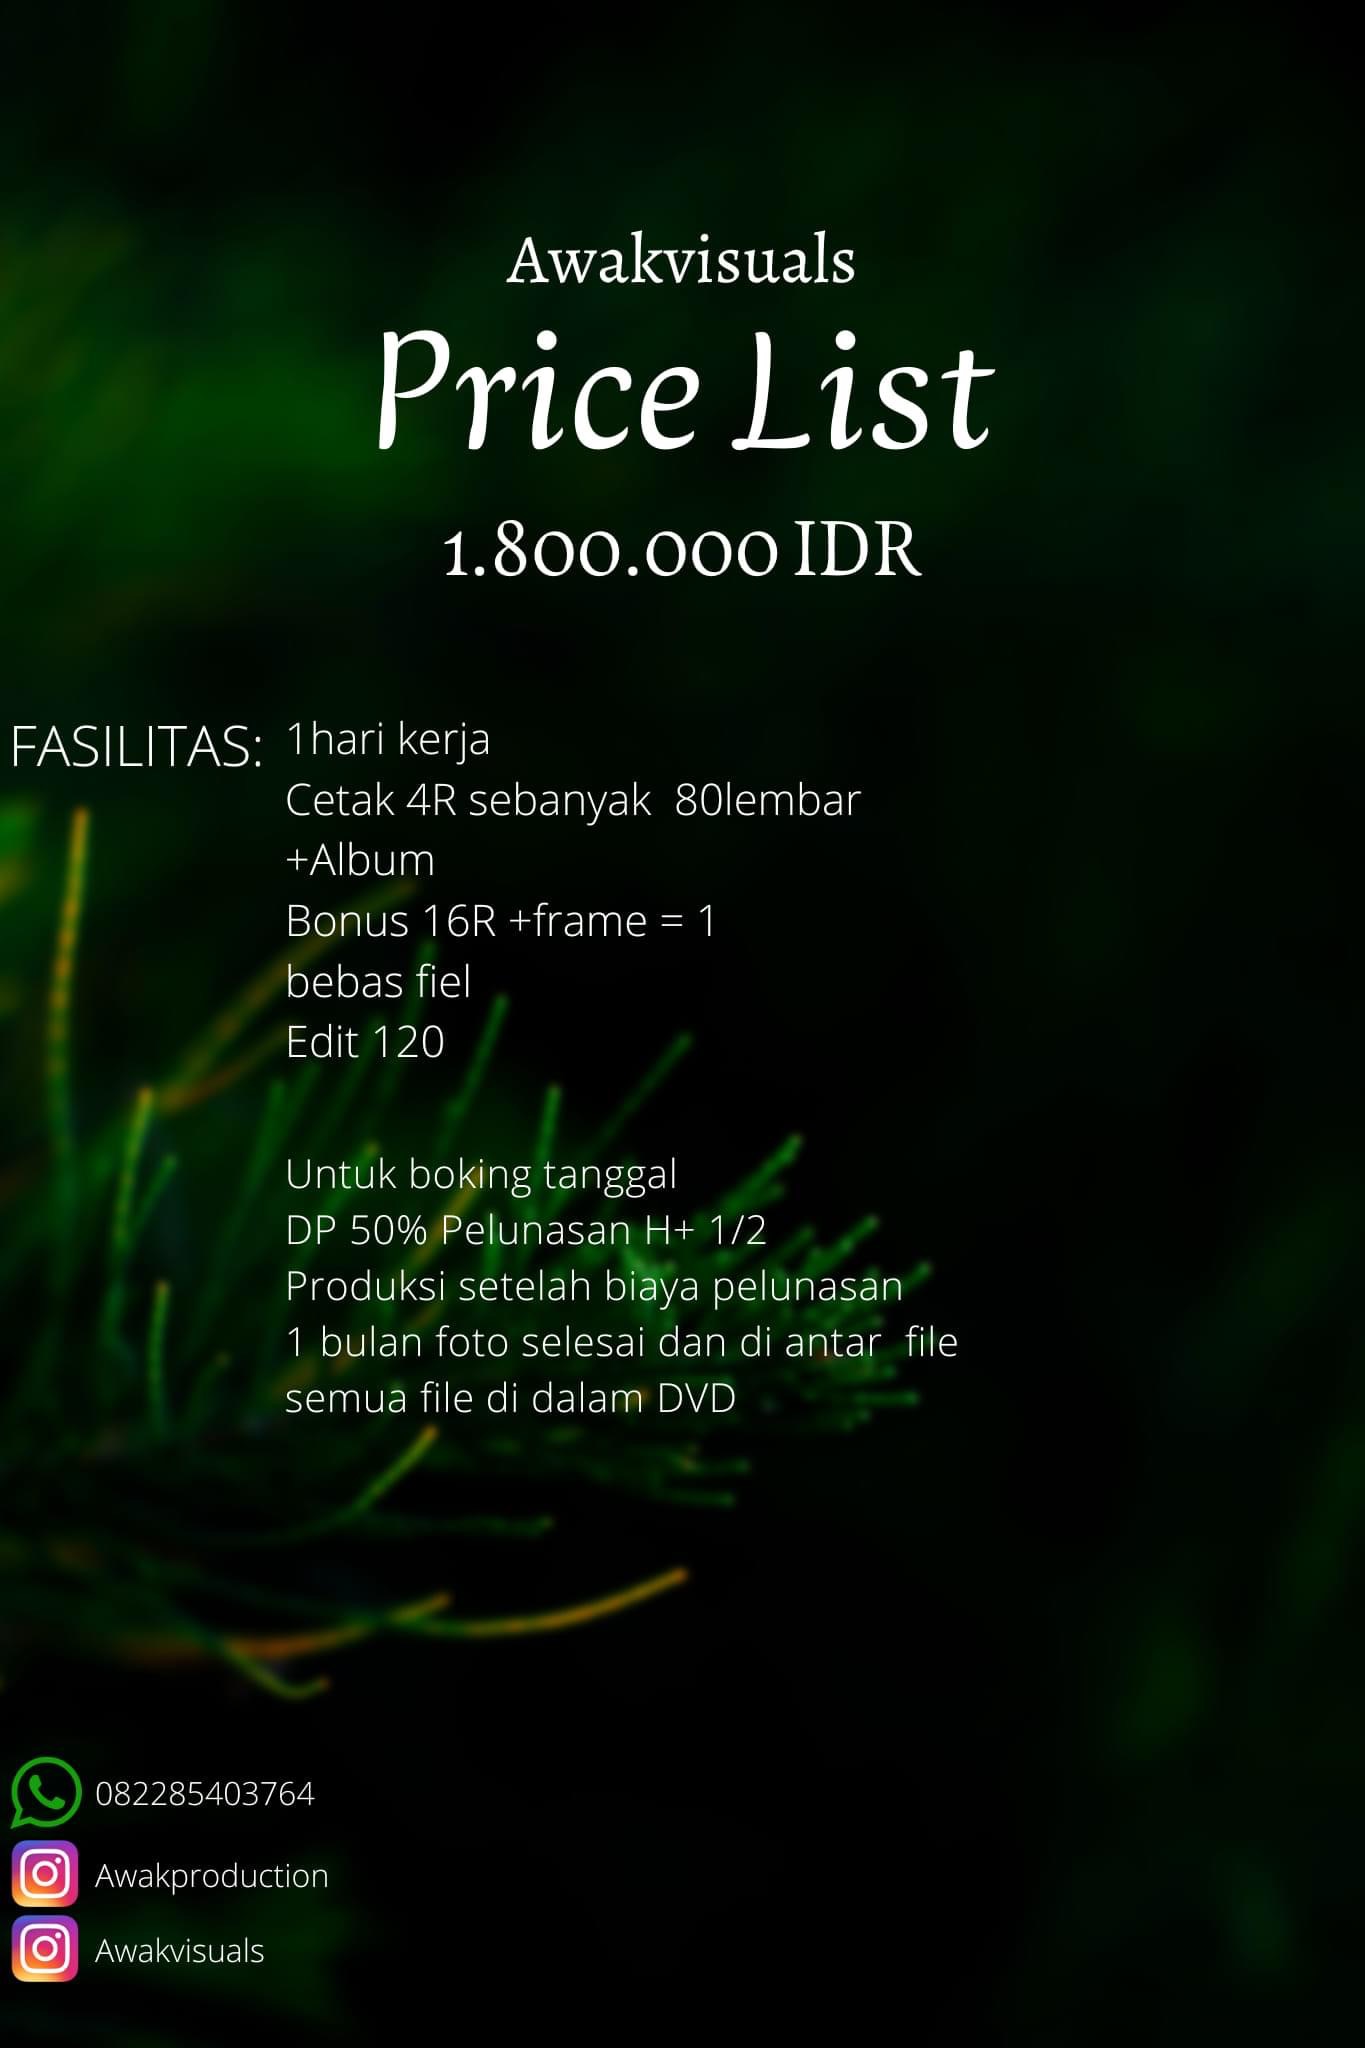 Awakvisuals
Price List
1.800.000 IDR
FASILITAS:
1hari kerja
Cetak 4R sebanyak 80lembar
+Album
Bonus 16R +frame = 1
bebas fiel
Edit 120
Untuk boking tanggal
DP 50% Pelunasan H+ 1/2
Produksi setelah biaya pelunasan
1 bulan foto selesai dan di antar file
semua file di dalam DVD
082285403764
Awakproduction
Awakvisuals